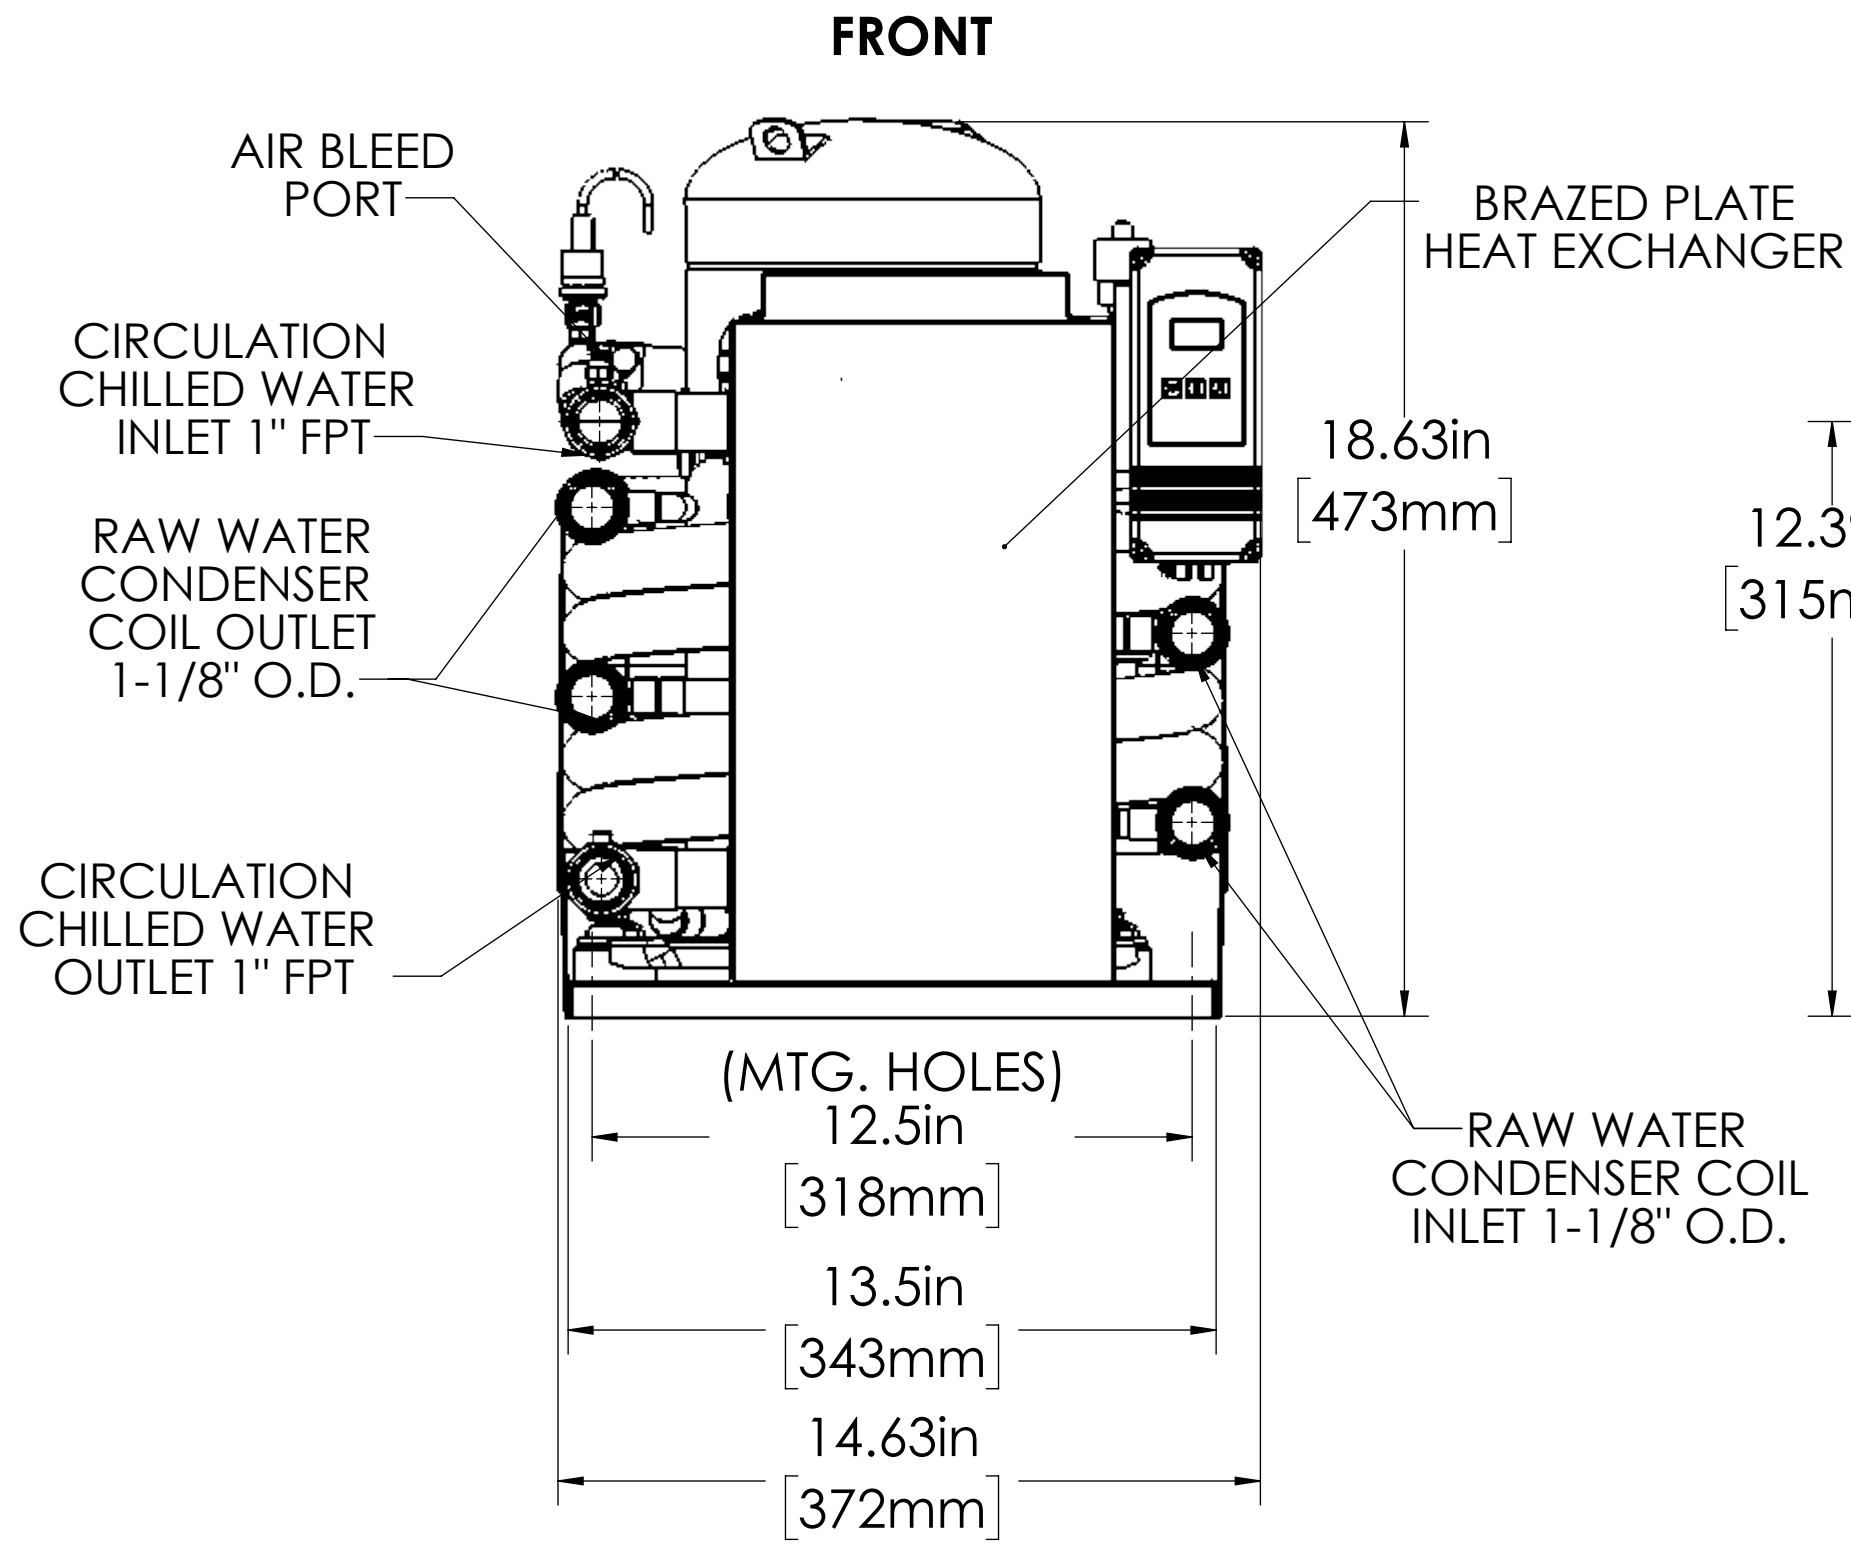 FRONT
AIR BLEED
PORT
BRAZED PLATE
HEAT EXCHANGER
CIRCULATION
CHILLED WATER
INLET 1" FPT
18.63in
[473mm]
RAW WATER
CONDENSER
COIL OUTLET
1-1/8" O.D.
CIRCULATION
CHILLED WATER
OUTLET 1" FPT
(MTG. HOLES)
12.5in
[318mm]
RAW WATER
CONDENSER COIL
INLET 1-1/8" O.D.
13.5in
[343mm]
14.63in
[372mm]